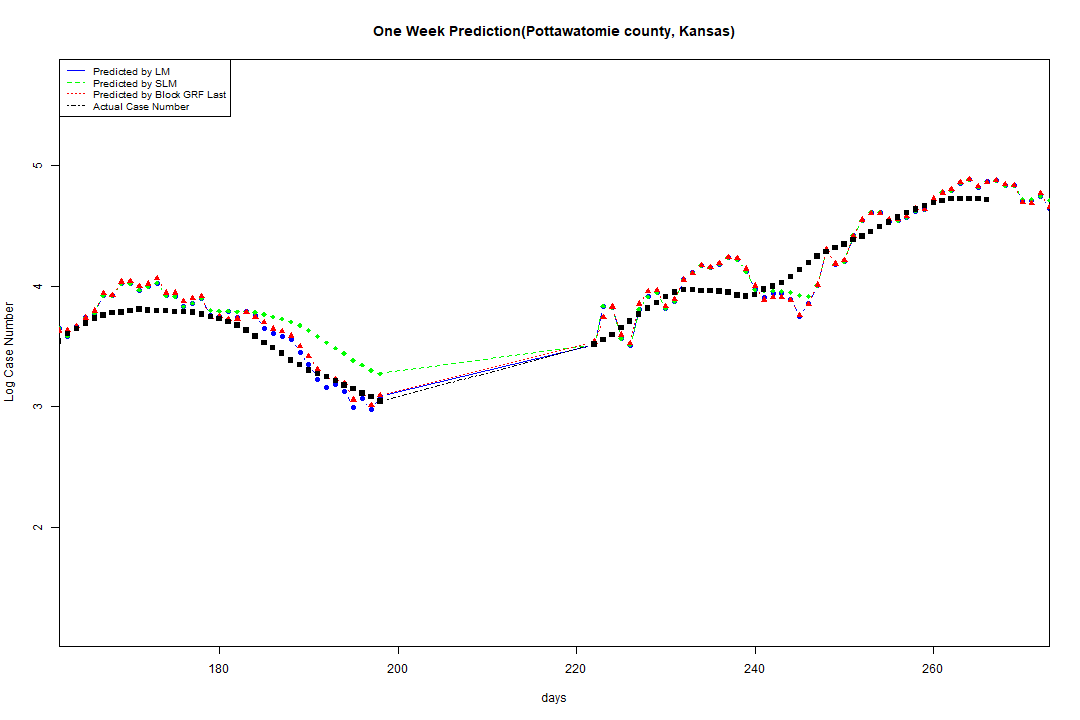 One Week Prediction(Pottawatomie county, Kansas)
Predicted by LM
Predicted by SLM
Predicted by Block GRF Last
Actual Case Number
5
4
3
2
Log Case Number
180 200 220 240 260
days